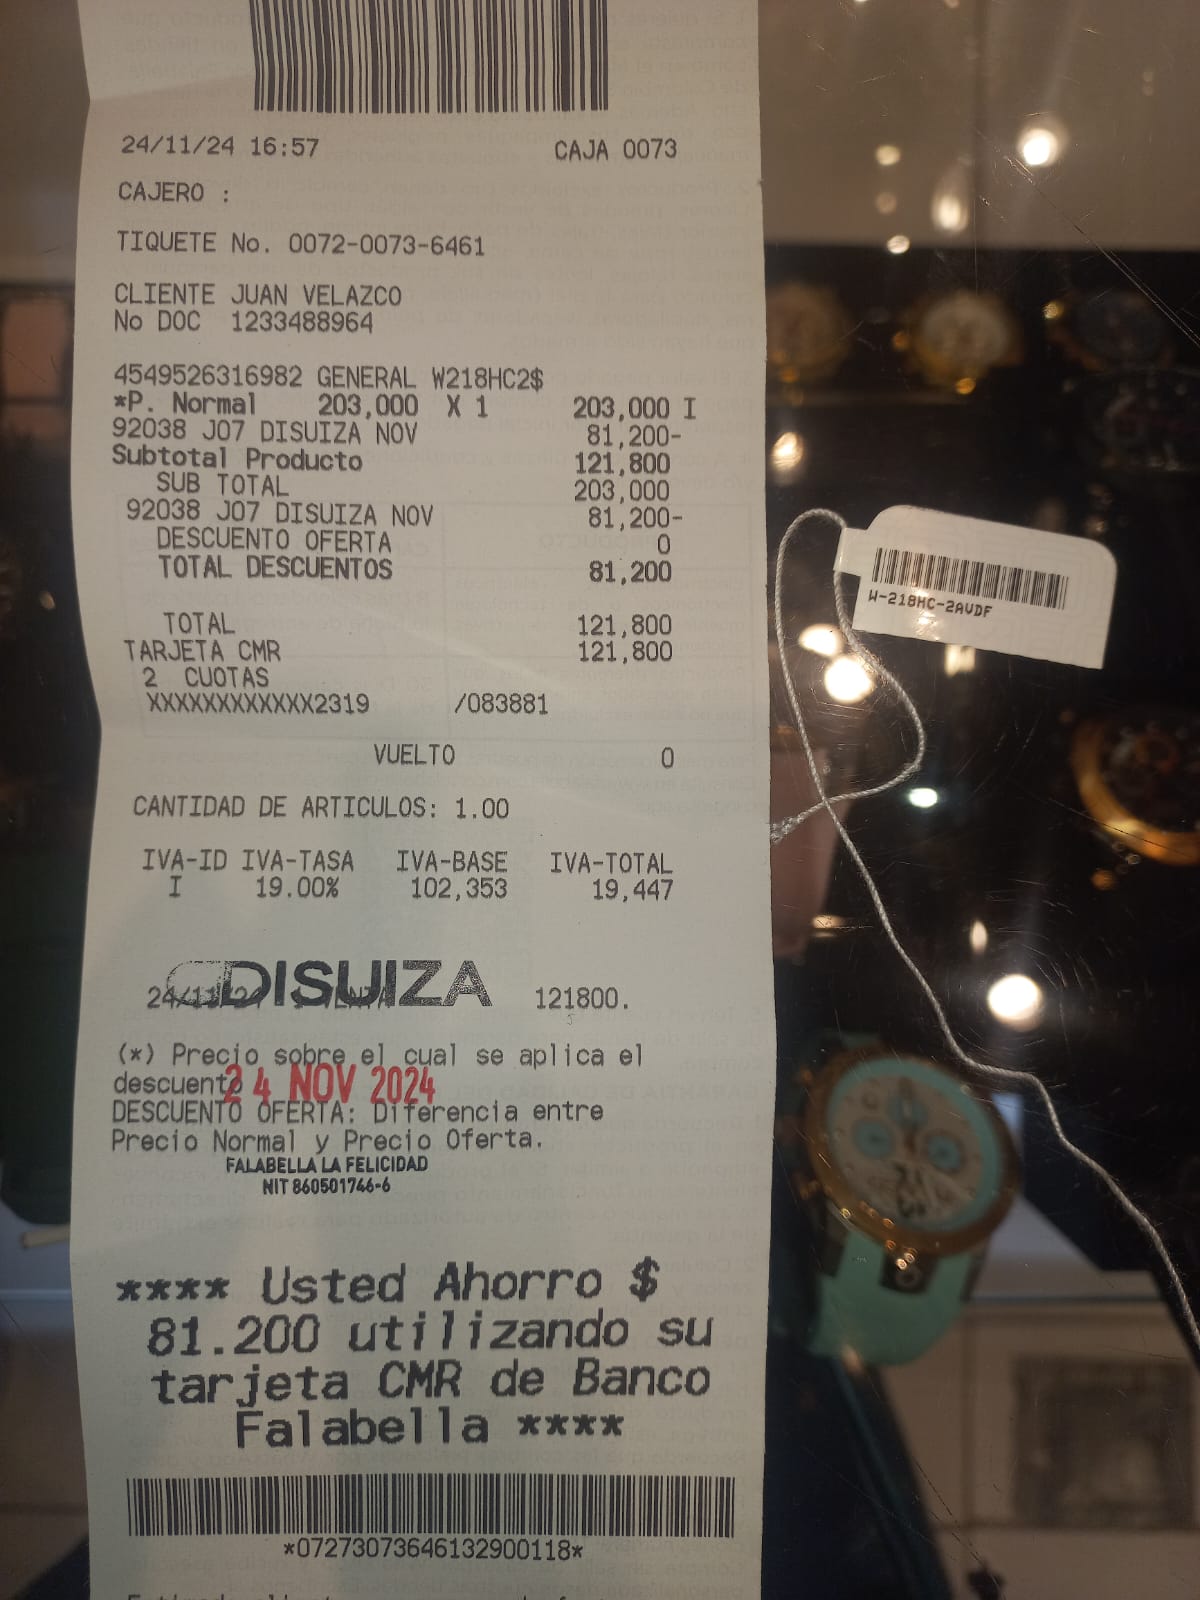 24/11/24 16:57 CAJA 0073
CAJERO :
TIQUETE No. 0072-0073-6461
CLIENTE JUAN VELAZCO
No DOC 1233488964
4549526316982 GENERAL W218HC2$
*P. Normal 203,000 X 1 203,000 I
92038 J07 DISUIZA NOV 81,200-
Subtotal Producto 121,800
SUB TOTAL 203,000
92038 J07 DISUIZA NOV 81,200-
DESCUENTO OFERTA 0
TOTAL DESCUENTOS 81,200
TOTAL 121,800
TARJETA CMR 121,800
2 CUOTAS
XXXXXXXXXXXX2319 /083881
VUELTO 0
CANTIDAD DE ARTICULOS: 1.00
IVA-ID IVA-TASA IVA-BASE IVA-TOTAL
I 19.00% 102,353 19,447
DISUIZA
24/11/24 121800.
(*) Precio sobre el cual se aplica el
descuento
24 NOV 2024
DESCUENTO OFERTA: Diferencia entre
Precio Normal y Precio Oferta.
FALABELLA LA FELICIDAD
NIT 860501746-6
**** Usted Ahorro $
81.200 utilizando su
tarjeta CMR de Banco
Falabella ****
*07273073646132900118*
W-218HC-2AVDF